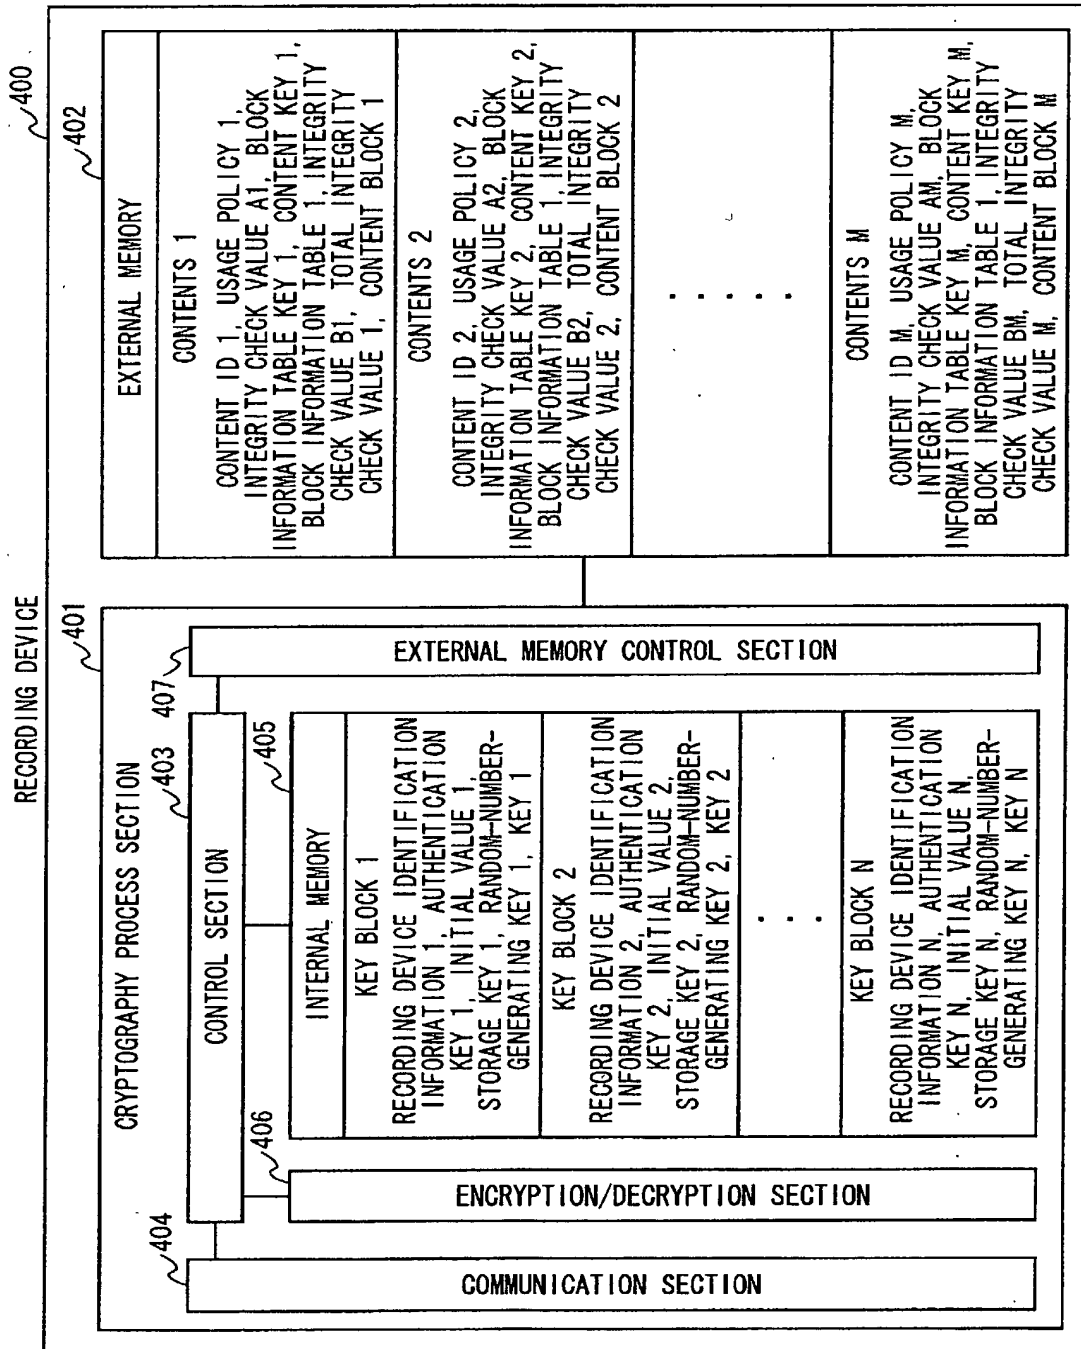 RECORDING DEVICE
400
CRYPTOGRAPHY PROCESS SECTION
401
402
404
COMMUNICATION SECTION
403
CONTROL SECTION
407
406
ENCRYPTION/DECRYPTION SECTION
405
INTERNAL MEMORY
KEY BLOCK 1
RECORDING DEVICE IDENTIFICATION
INFORMATION 1, AUTHENTICATION
KEY 1, INITIAL VALUE 1,
STORAGE KEY 1, RANDOM-NUMBER-
GENERATING KEY 1, KEY 1
KEY BLOCK 2
RECORDING DEVICE IDENTIFICATION
INFORMATION 2, AUTHENTICATION
KEY 2, INITIAL VALUE 2,
STORAGE KEY 2, RANDOM-NUMBER-
GENERATING KEY 2, KEY 2
. . .
KEY BLOCK N
RECORDING DEVICE IDENTIFICATION
INFORMATION N, AUTHENTICATION
KEY N, INITIAL VALUE N,
STORAGE KEY N, RANDOM-NUMBER-
GENERATING KEY N, KEY N
EXTERNAL MEMORY CONTROL SECTION
EXTERNAL MEMORY
CONTENTS 1
CONTENT ID 1, USAGE POLICY 1,
INTEGRITY CHECK VALUE A1, BLOCK
INFORMATION TABLE KEY 1, CONTENT KEY 1,
BLOCK INFORMATION TABLE 1, INTEGRITY
CHECK VALUE B1, TOTAL INTEGRITY
CHECK VALUE 1, CONTENT BLOCK 1
CONTENTS 2
CONTENT ID 2, USAGE POLICY 2,
INTEGRITY CHECK VALUE A2, BLOCK
INFORMATION TABLE KEY 2, CONTENT KEY 2,
BLOCK INFORMATION TABLE 1, INTEGRITY
CHECK VALUE B2, TOTAL INTEGRITY
CHECK VALUE 2, CONTENT BLOCK 2
. . . . .
CONTENTS M
CONTENT ID M, USAGE POLICY M,
INTEGRITY CHECK VALUE AM, BLOCK
INFORMATION TABLE KEY M, CONTENT KEY M,
BLOCK INFORMATION TABLE 1, INTEGRITY
CHECK VALUE BM, TOTAL INTEGRITY
CHECK VALUE M, CONTENT BLOCK M